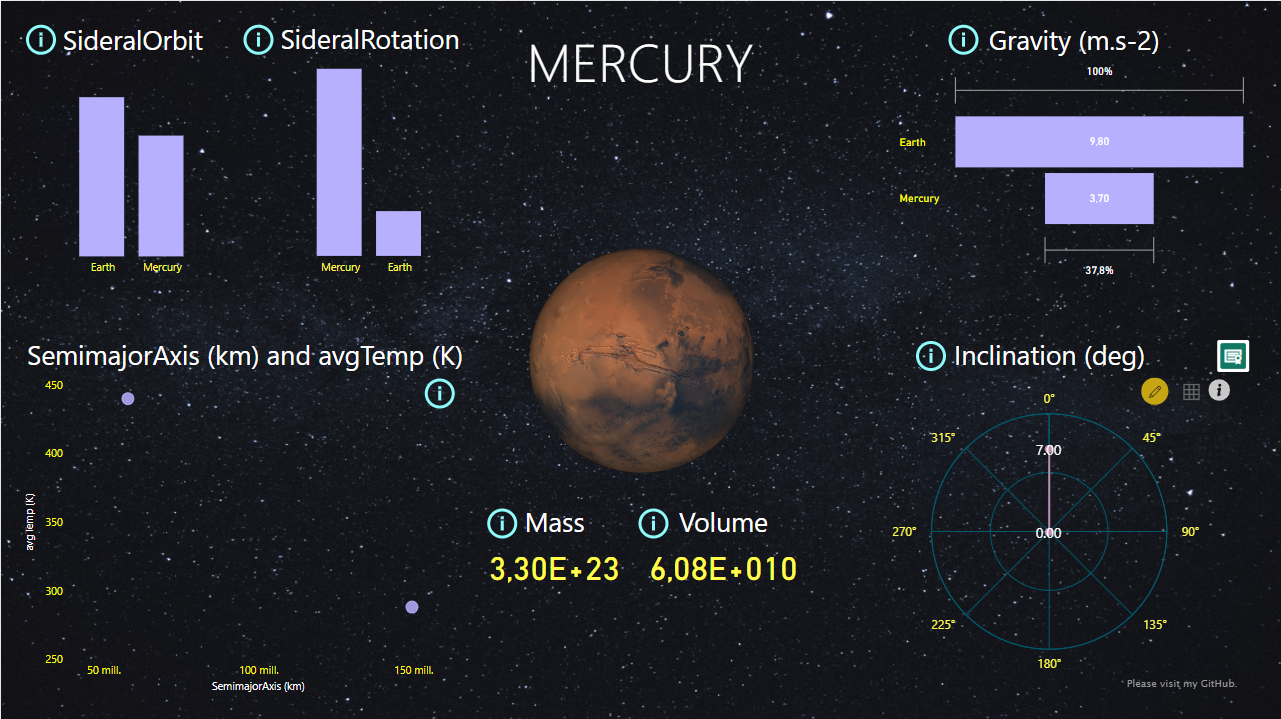 SideralOrbit
SideralRotation
MERCURY
Gravity (m.s-2)
100%
Earth
9,80
Mercury
3,70
37,8%
Earth
Mercury
Mercury
Earth
SemimajorAxis (km) and avgTemp (K)
450
400
350
300
250
avgTemp (K)
50 mill.
100 mill.
150 mill.
SemimajorAxis (km)
Mass
Volume
3,30E+23
6,08E+010
Inclination (deg)
0°
45°
90°
135°
180°
225°
270°
315°
7.00
0.00
Please visit my GitHub.